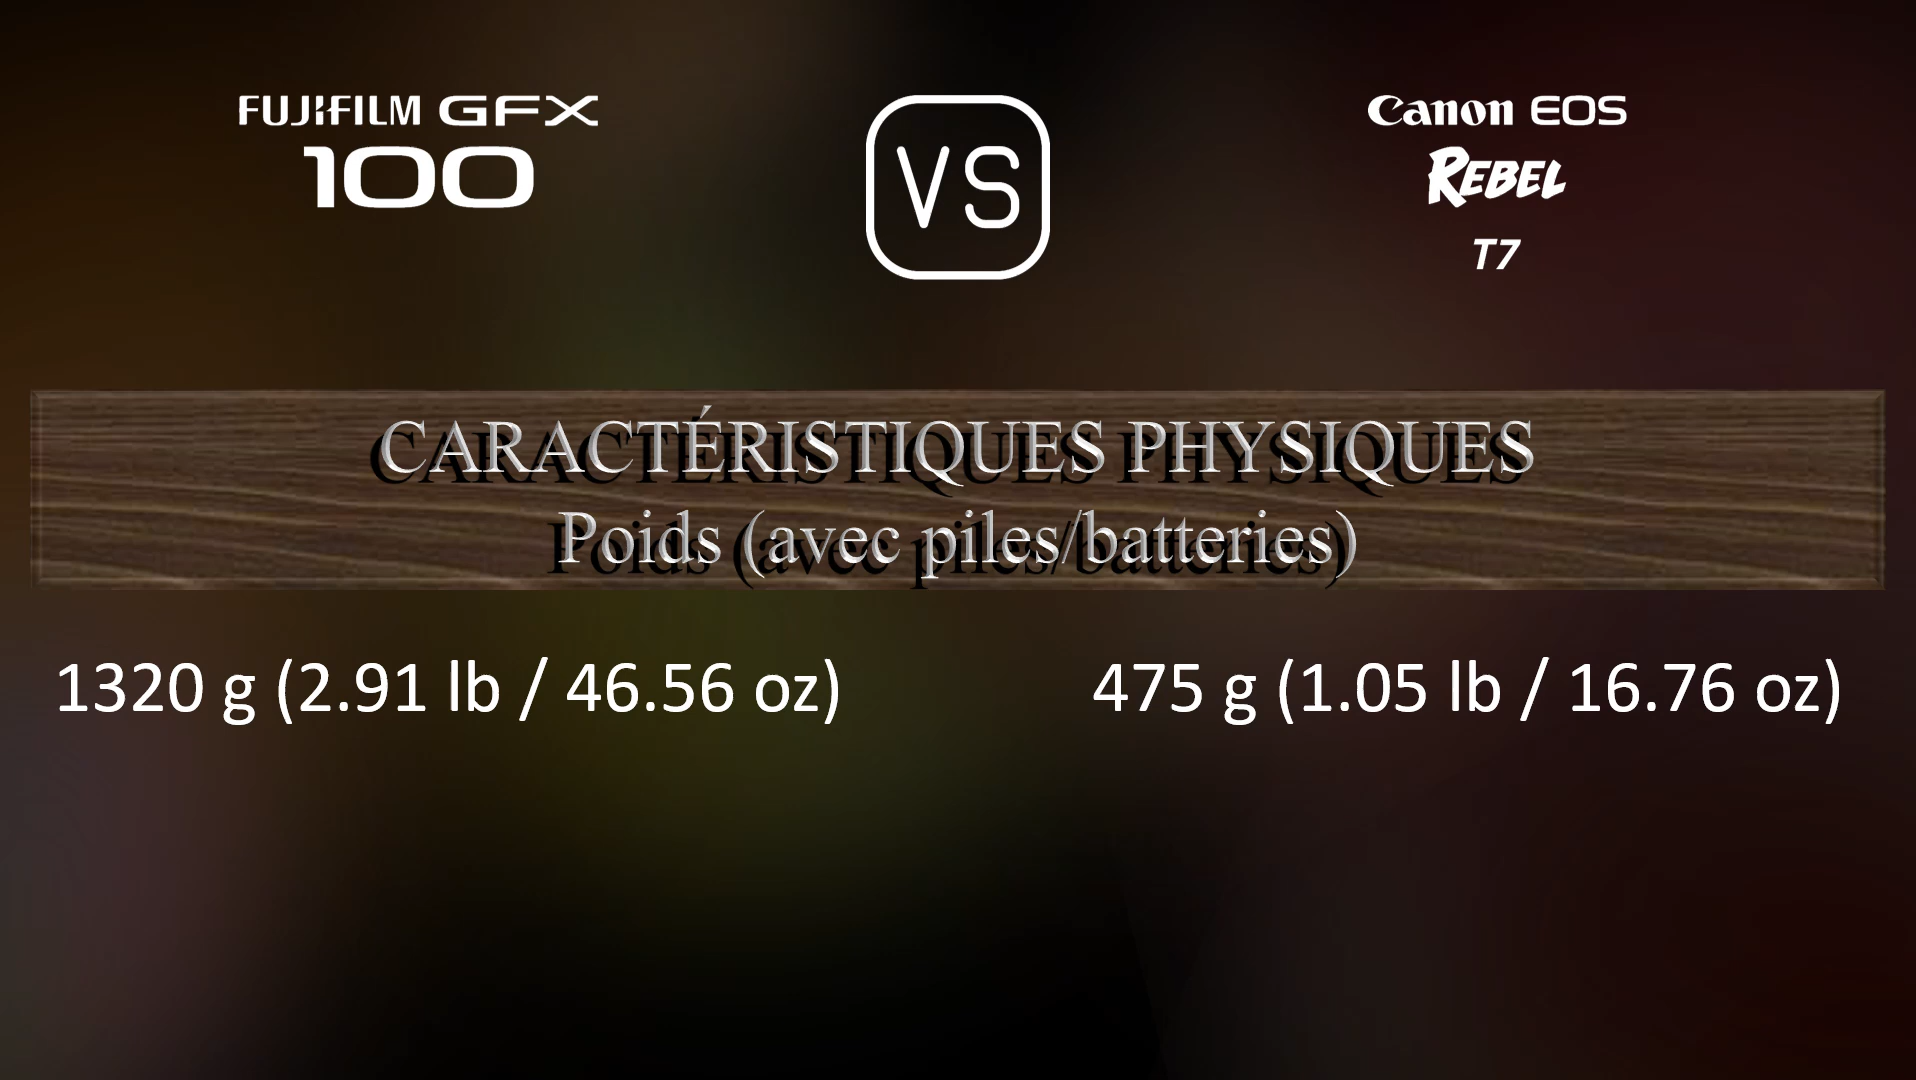 FUJIFILM GFX
100
VS
Canon EOS
REBEL
T7
CARACTÉRISTIQUES PHYSIQUES
Poids (avec piles/batteries)
1320 g (2.91 lb / 46.56 oz)
475 g (1.05 lb / 16.76 oz)